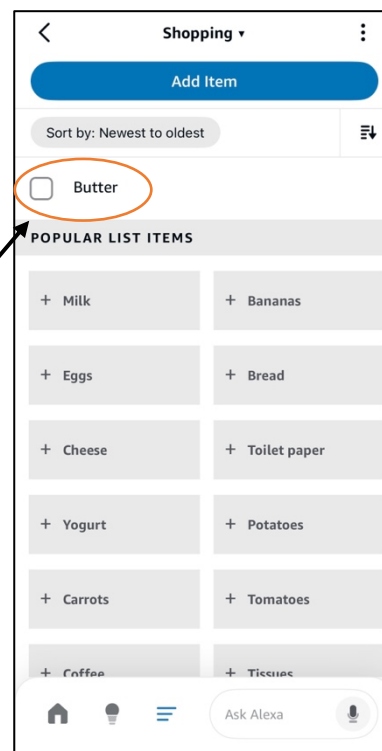 Shopping ▾
Add Item
Sort by: Newest to oldest
Butter
POPULAR LIST ITEMS
+ Milk
+ Bananas
+ Eggs
+ Bread
+ Cheese
+ Toilet paper
+ Yogurt
+ Potatoes
+ Carrots
+ Tomatoes
+ Coffee
+ Tissues
Ask Alexa